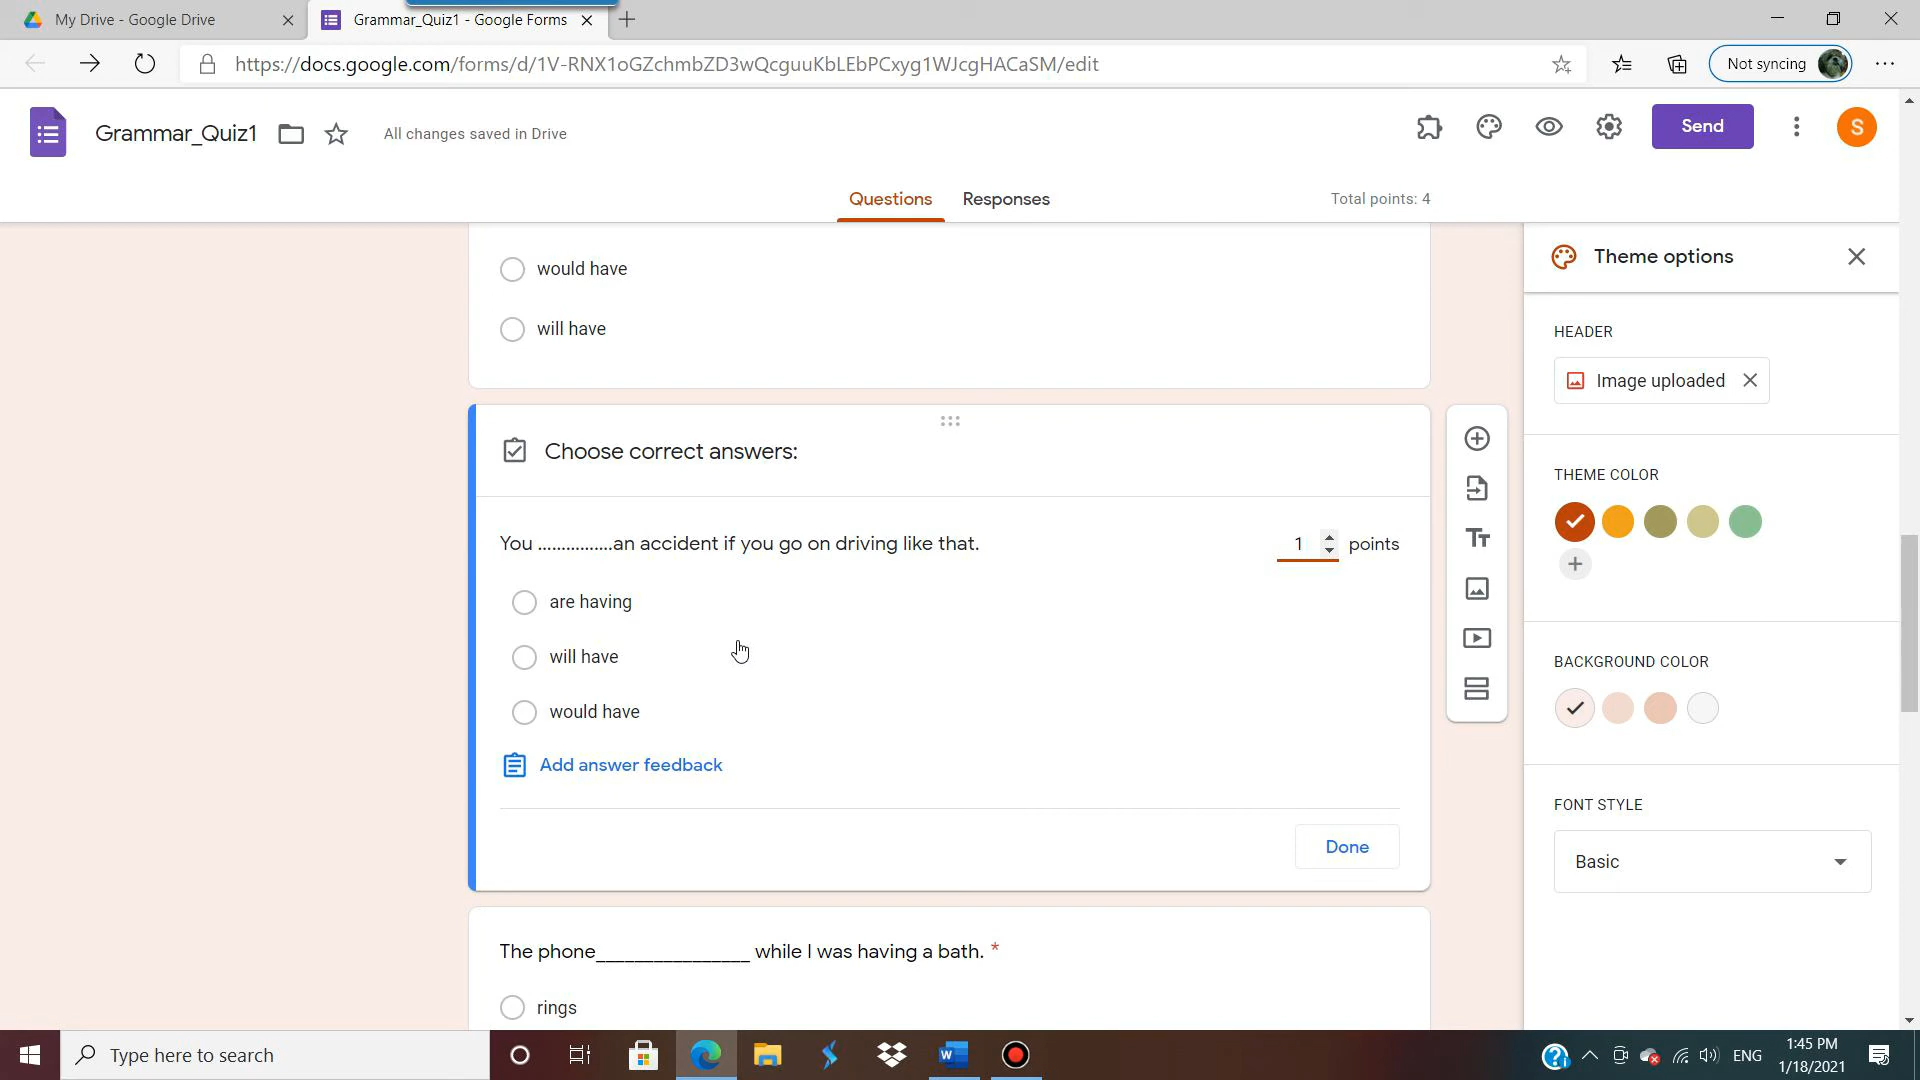 My Drive - Google Drive
Grammar_Quiz1 - Google Forms
https://docs.google.com/forms/d/1V-RNX1oGZchmbZD3wQcguuKbLEbPCxyg1WJcgHACaSM/edit
Not syncing
Grammar_Quiz1
All changes saved in Drive
Send
S
Questions
Responses
Total points: 4
would have
will have
Choose correct answers:
You ...............an accident if you go on driving like that.
1 points
are having
will have
would have
Add answer feedback
Done
The phone________________ while I was having a bath. *
rings
Theme options
HEADER
Image uploaded
THEME COLOR
BACKGROUND COLOR
FONT STYLE
Basic
Type here to search
ENG
1:45 PM
1/18/2021